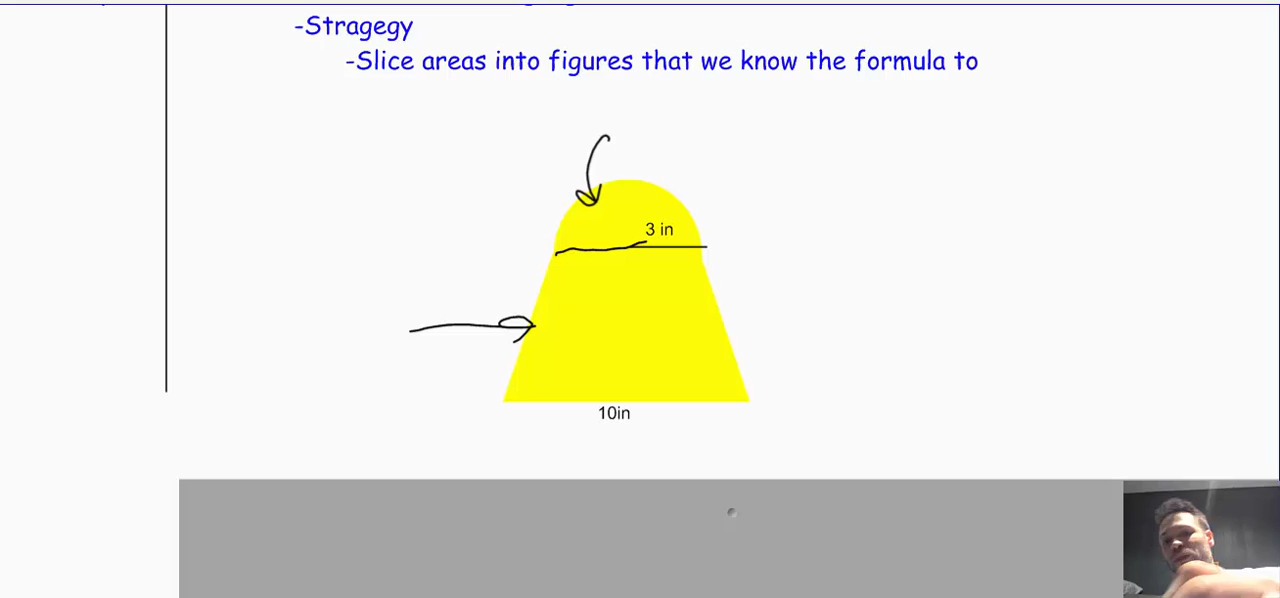 -Stragegy
-Slice areas into figures that we know the formula to
3 in
10in